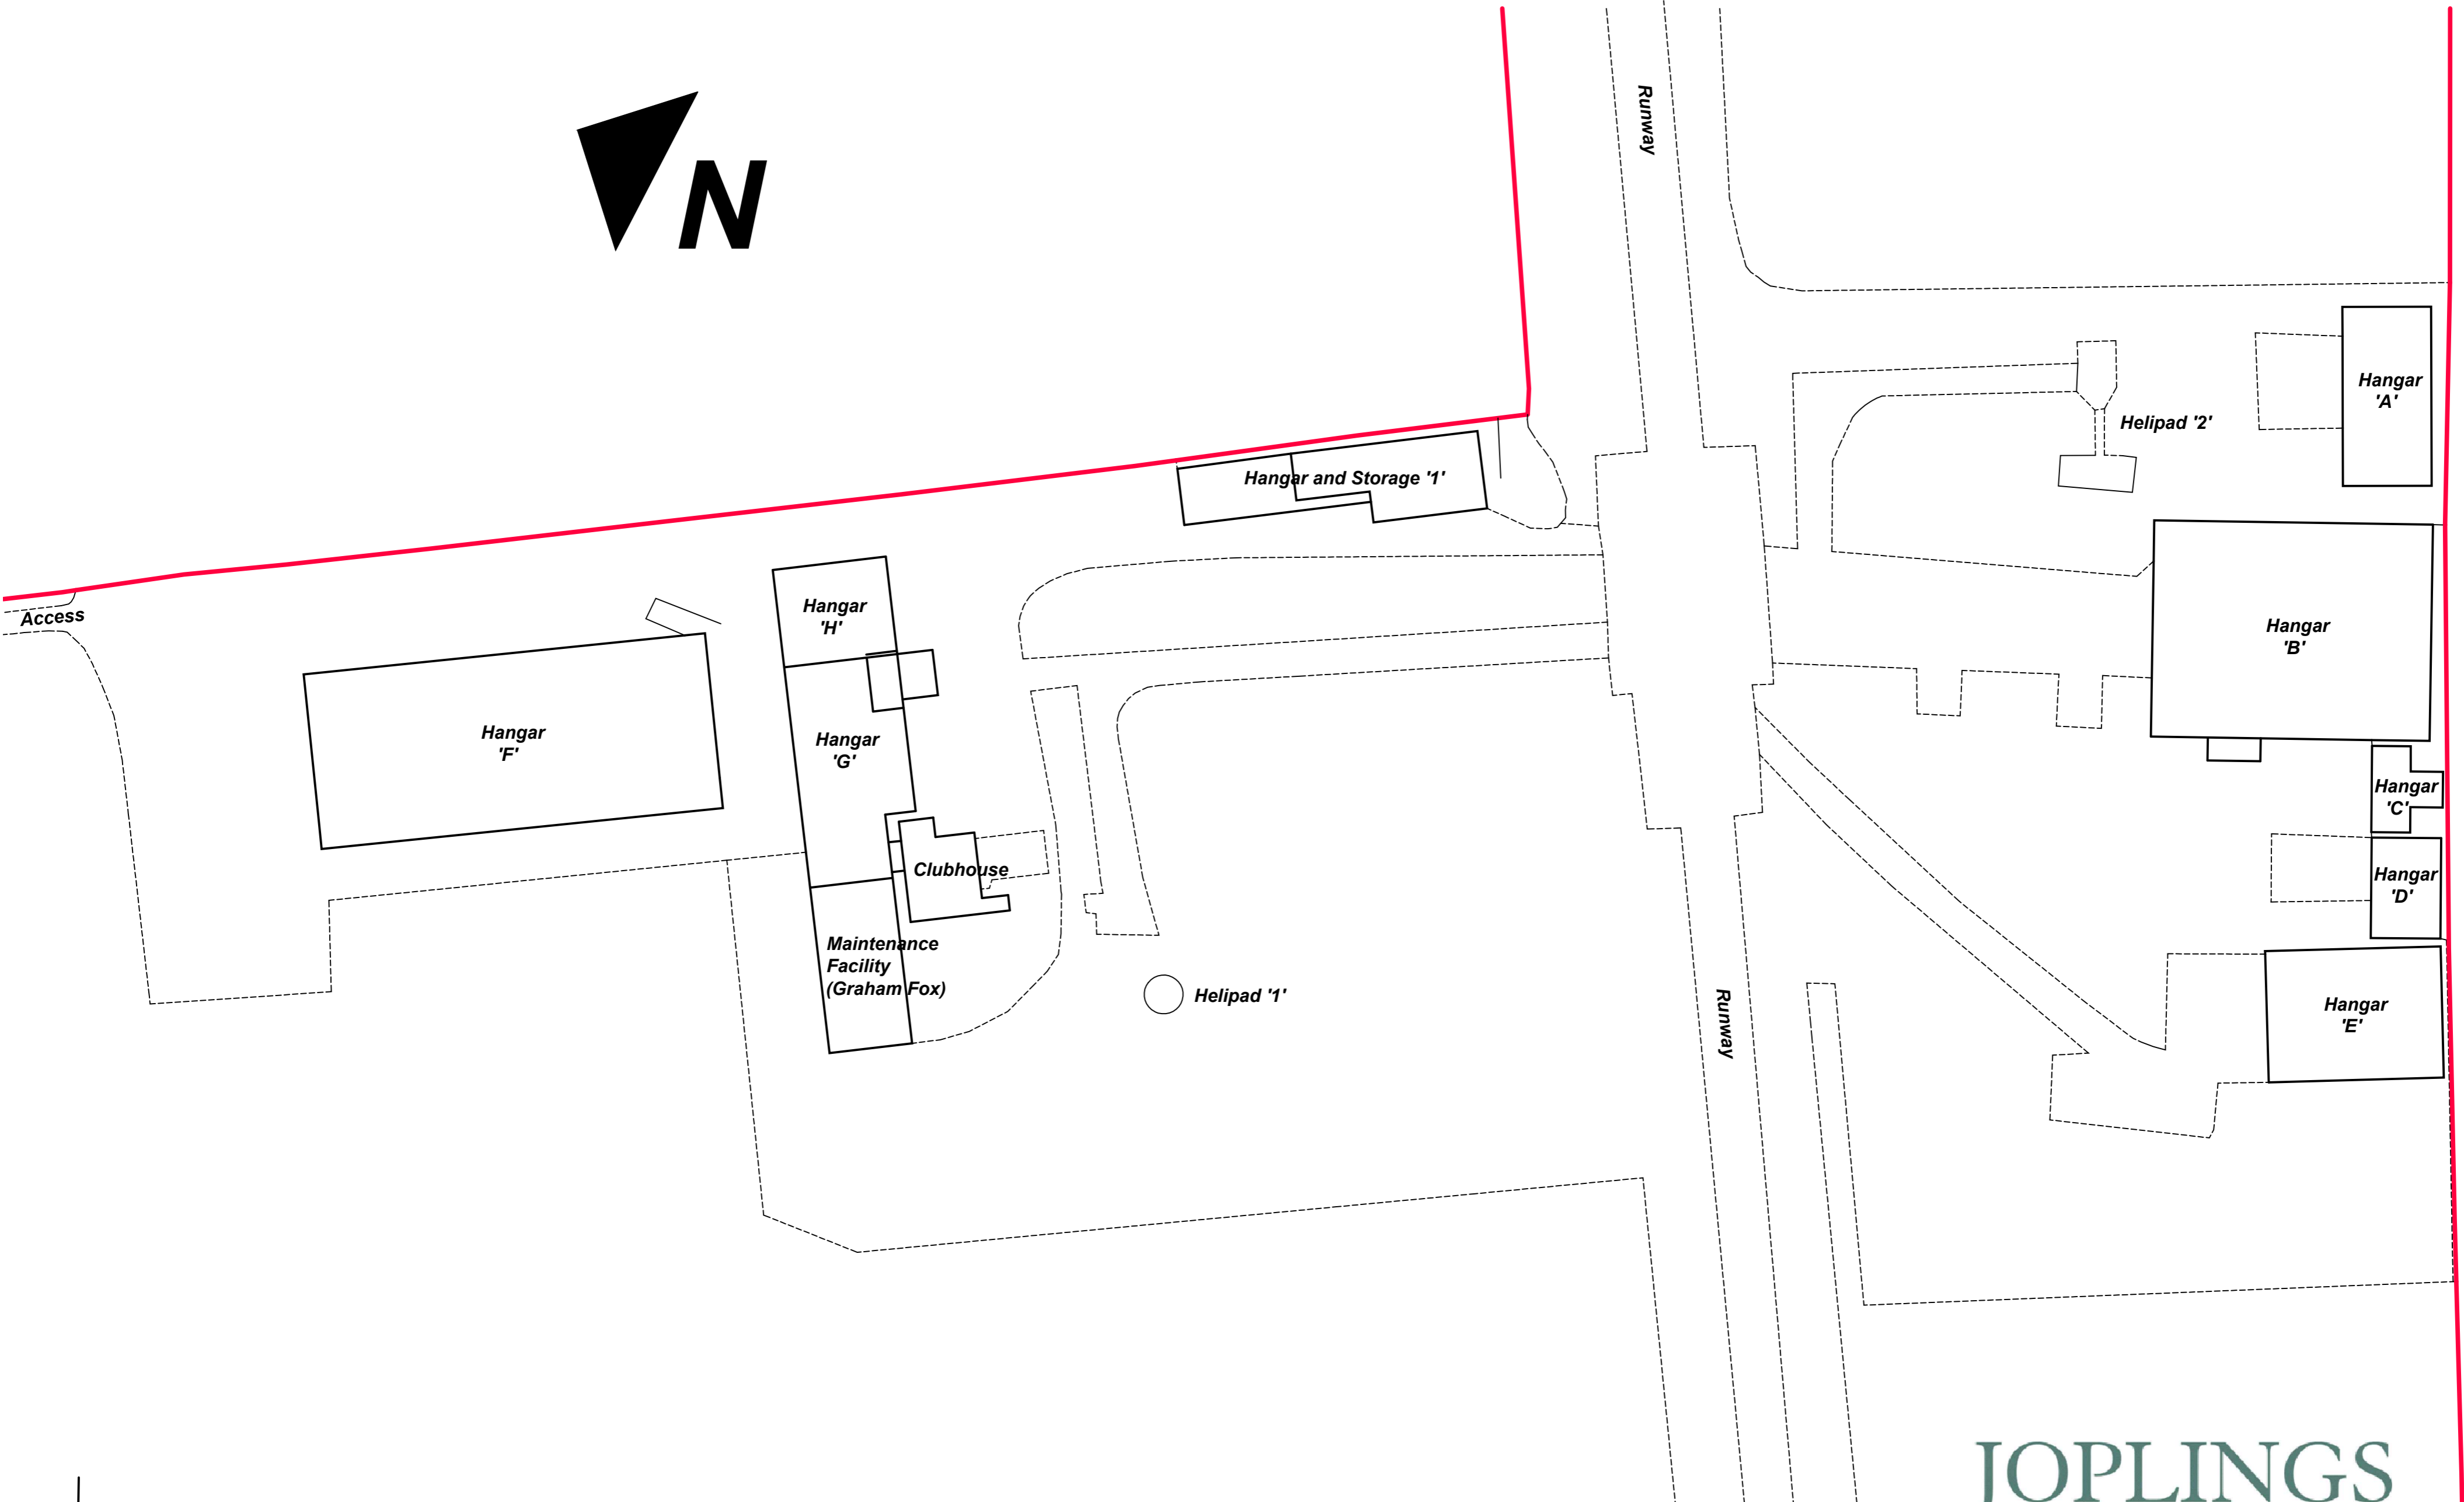 Runway
N
Hangar
'A'
Helipad '2'
Hangar and Storage '1'
Access
Hangar
'H'
Hangar
'B'
Hangar
'F'
Hangar
'G'
Hangar
'C'
Clubhouse
Hangar
'D'
Maintenance
Facility
(Graham Fox)
Helipad '1'
Runway
Hangar
'E'
JOPLINGS